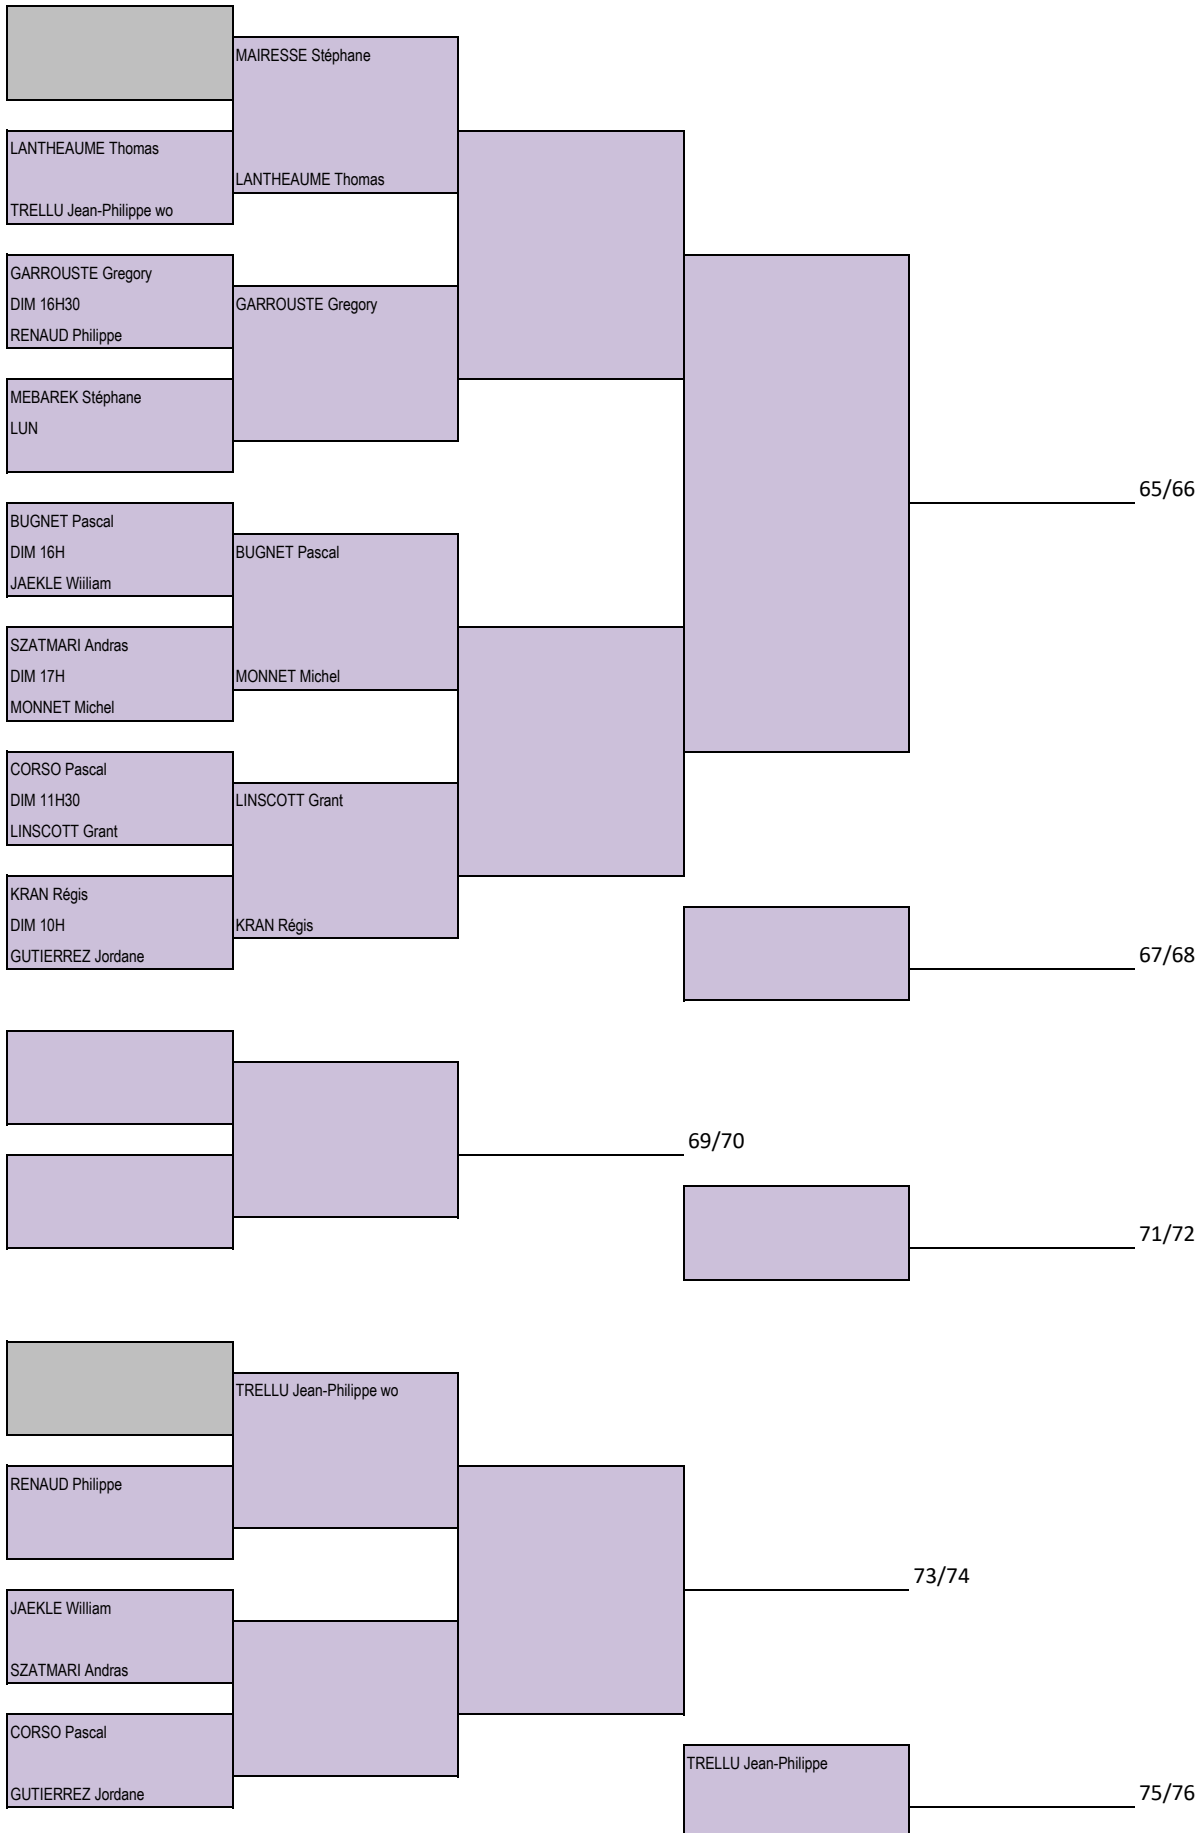 MAIRESSE Stéphane
LANTHEAUME Thomas
LANTHEAUME Thomas
TRELLU Jean-Philippe wo
GARROUSTE Gregory
DIM 16H30
GARROUSTE Gregory
RENAUD Philippe
MEBAREK Stéphane
LUN
65/66
BUGNET Pascal
DIM 16H
BUGNET Pascal
JAEKLE Wiiliam
SZATMARI Andras
DIM 17H
MONNET Michel
MONNET Michel
CORSO Pascal
DIM 11H30
LINSCOTT Grant
LINSCOTT Grant
KRAN Régis
DIM 10H
KRAN Régis
GUTIERREZ Jordane
67/68
69/70
71/72
TRELLU Jean-Philippe wo
RENAUD Philippe
73/74
JAEKLE William
SZATMARI Andras
CORSO Pascal
TRELLU Jean-Philippe
GUTIERREZ Jordane
75/76